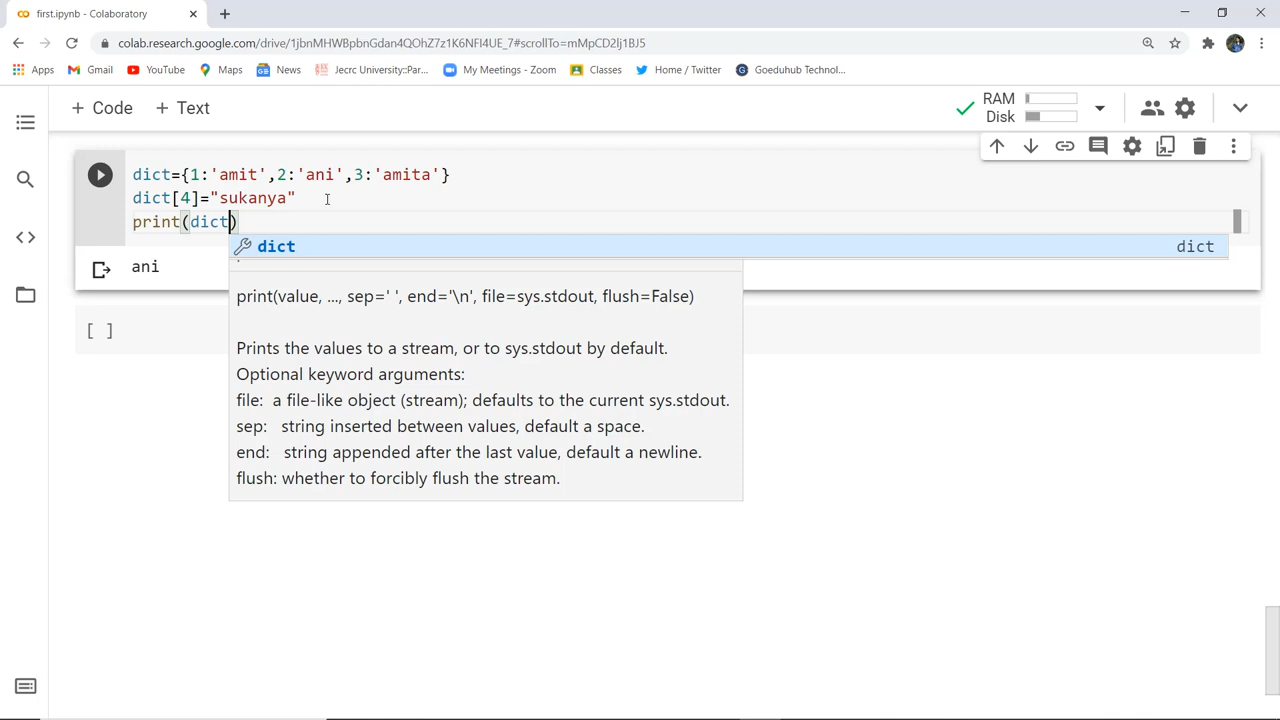 first.ipynb - Colaboratory
colab.research.google.com/drive/1jbnMHWBpbnGdan4QOhZ7z1K6NFI4UE_7#scrollTo=mMpCD2lj1BJ5
Apps Gmail YouTube Maps News Jecrc University::Par... My Meetings - Zoom Classes Home / Twitter Goeduhub Technol...
+ Code + Text
RAM
Disk
dict={1:'amit',2:'ani',3:'amita'}
dict[4]="sukanya"
print(dict)
dict dict
ani
print(value, ..., sep=' ', end='\n', file=sys.stdout, flush=False)
[ ]
Prints the values to a stream, or to sys.stdout by default.
Optional keyword arguments:
file: a file-like object (stream); defaults to the current sys.stdout.
sep: string inserted between values, default a space.
end: string appended after the last value, default a newline.
flush: whether to forcibly flush the stream.